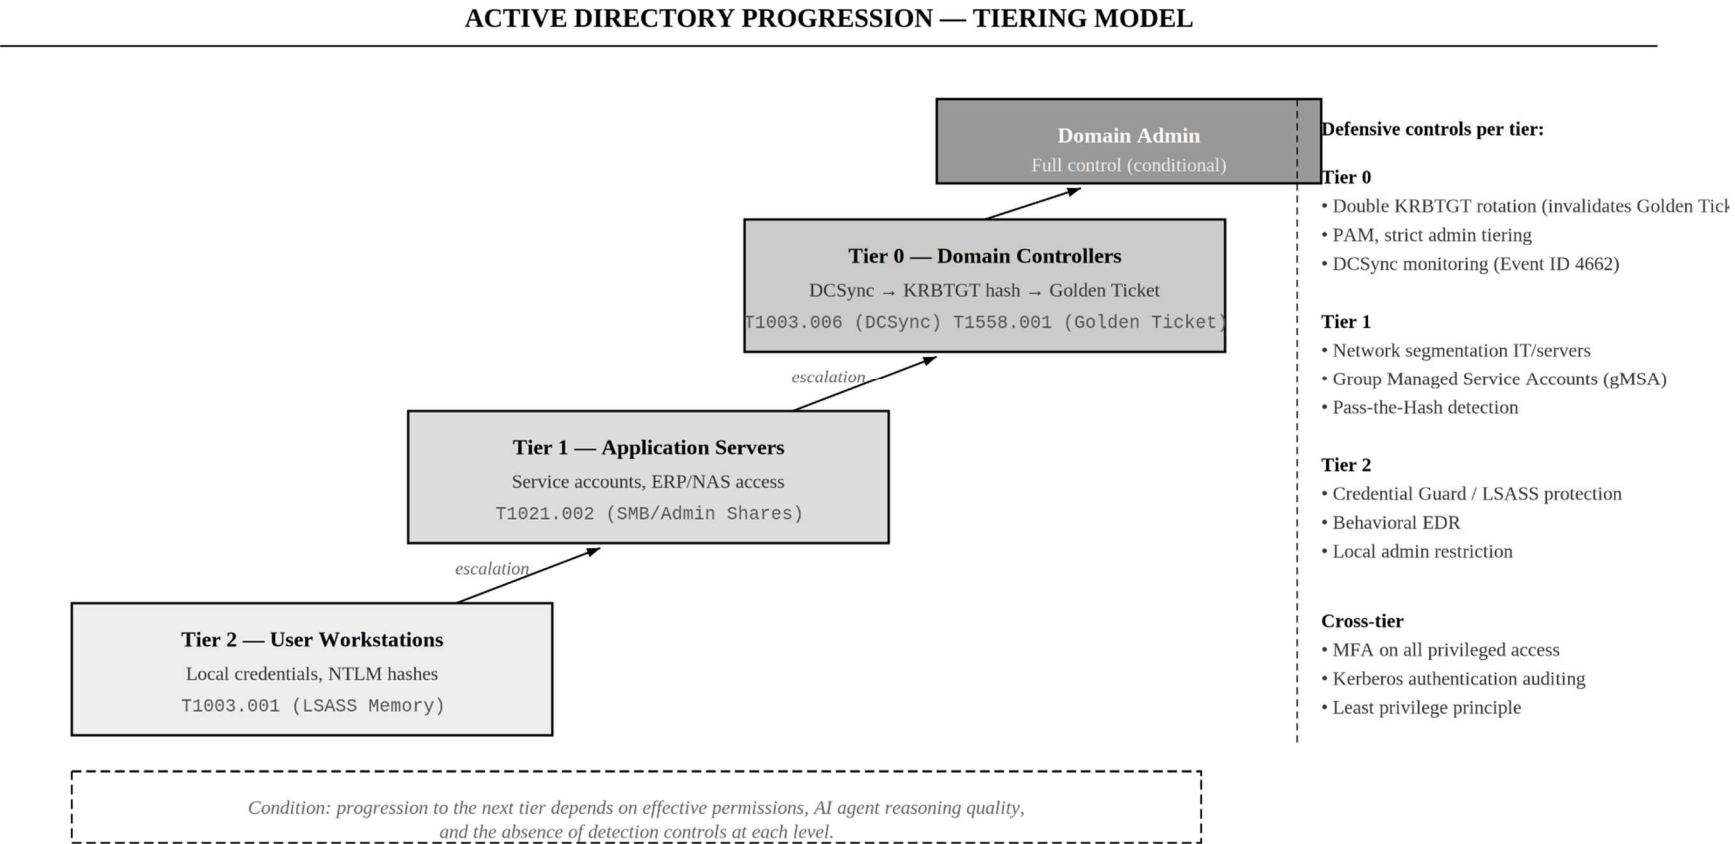 ACTIVE DIRECTORY PROGRESSION — TIERING MODEL
Domain Admin
Full control (conditional)
Tier 0 — Domain Controllers
DCSync → KRBTGT hash → Golden Ticket
T1003.006 (DCSync) T1558.001 (Golden Ticket)
escalation
Tier 1 — Application Servers
Service accounts, ERP/NAS access
T1021.002 (SMB/Admin Shares)
escalation
Tier 2 — User Workstations
Local credentials, NTLM hashes
T1003.001 (LSASS Memory)
Condition: progression to the next tier depends on effective permissions, AI agent reasoning quality,
and the absence of detection controls at each level.
Defensive controls per tier:
Tier 0
• Double KRBTGT rotation (invalidates Golden Tick
• PAM, strict admin tiering
• DCSync monitoring (Event ID 4662)
Tier 1
• Network segmentation IT/servers
• Group Managed Service Accounts (gMSA)
• Pass-the-Hash detection
Tier 2
• Credential Guard / LSASS protection
• Behavioral EDR
• Local admin restriction
Cross-tier
• MFA on all privileged access
• Kerberos authentication auditing
• Least privilege principle